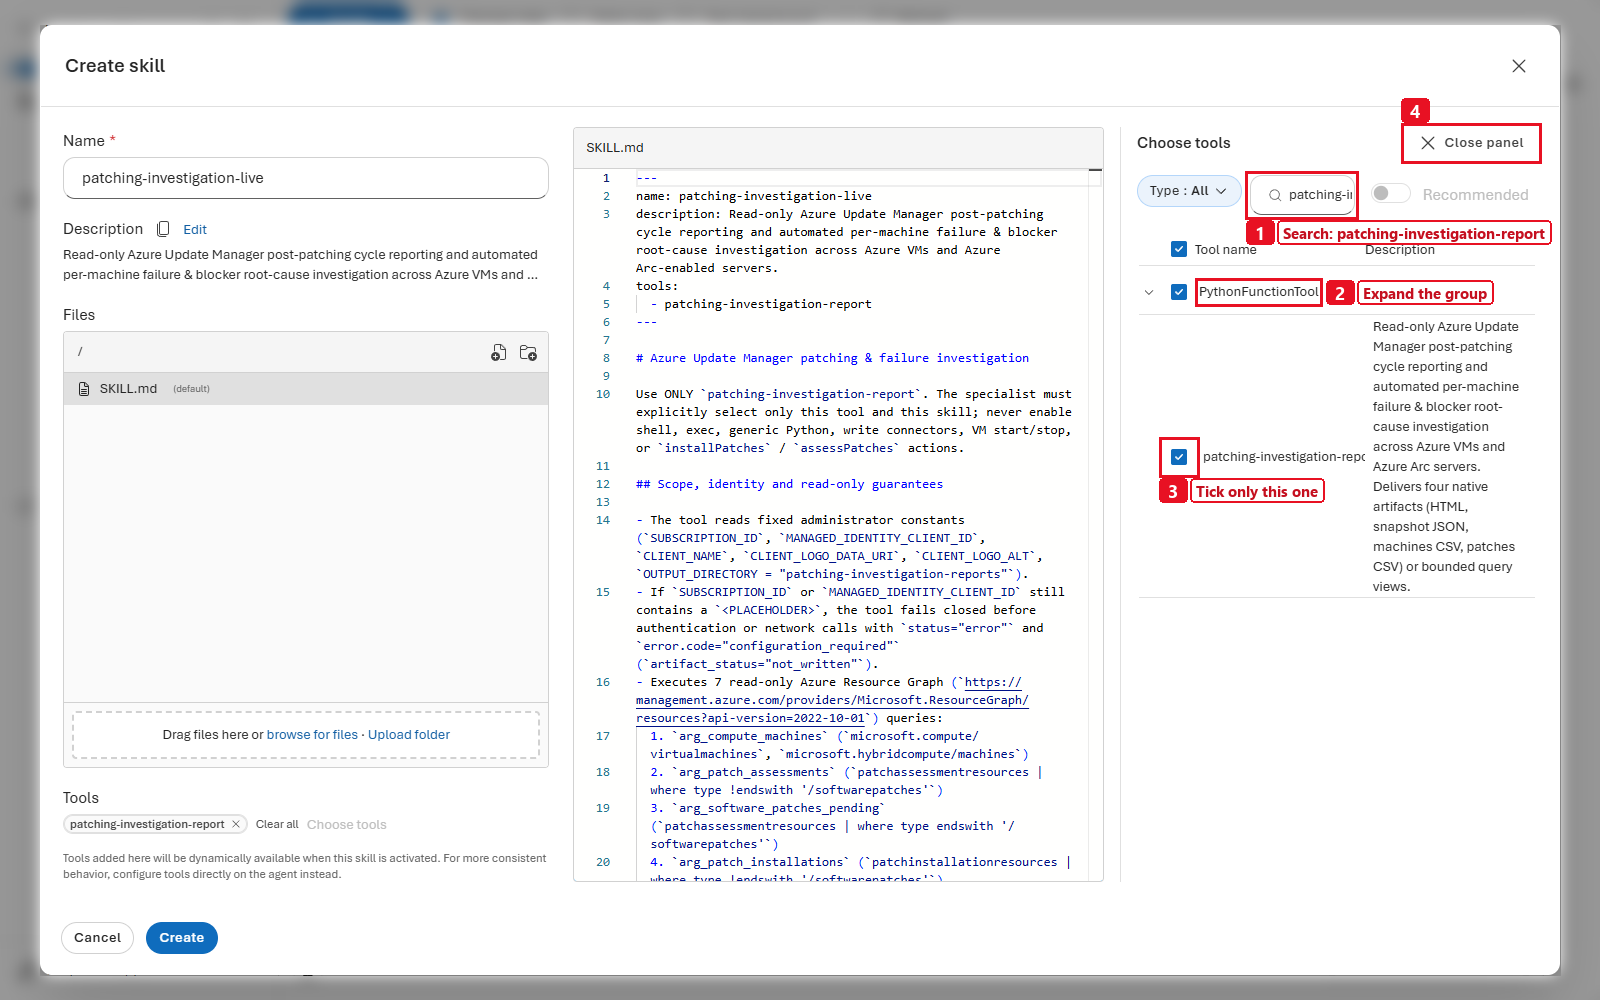 Create skill
Name *
patching-investigation-live
Description Edit
Read-only Azure Update Manager post-patching cycle reporting and automated
per-machine failure & blocker root-cause investigation across Azure VMs and ...
Files
/
SKILL.md (default)
Drag files here or browse for files · Upload folder
Tools
patching-investigation-report Clear all Choose tools
Tools added here will be dynamically available when this skill is activated. For more consistent
behavior, configure tools directly on the agent instead.
Cancel Create
SKILL.md
1 ---
2 name: patching-investigation-live
3 description: Read-only Azure Update Manager post-patching
cycle reporting and automated per-machine failure & blocker
root-cause investigation across Azure VMs and Azure
Arc-enabled servers.
4 tools:
5 - patching-investigation-report
6 ---
7
8 # Azure Update Manager patching & failure investigation
9
10 Use ONLY `patching-investigation-report`. The specialist must
explicitly select only this tool and this skill; never enable
shell, exec, generic Python, write connectors, VM start/stop,
or `installPatches` / `assessPatches` actions.
11
12 ## Scope, identity and read-only guarantees
13
14 - The tool reads fixed administrator constants
(`SUBSCRIPTION_ID`, `MANAGED_IDENTITY_CLIENT_ID`,
`CLIENT_NAME`, `CLIENT_LOGO_DATA_URI`, `CLIENT_LOGO_ALT`,
`OUTPUT_DIRECTORY = "patching-investigation-reports"`).
15 - If `SUBSCRIPTION_ID` or `MANAGED_IDENTITY_CLIENT_ID` still
contains a `<PLACEHOLDER>`, the tool fails closed before
authentication or network calls with `status="error"` and
`error.code="configuration_required"`
(`artifact_status="not_written"`).
16 - Executes 7 read-only Azure Resource Graph (`https://
management.azure.com/providers/Microsoft.ResourceGraph/
resources?api-version=2022-10-01`) queries:
17 1. `arg_compute_machines` (`microsoft.compute/
virtualmachines`, `microsoft.hybridcompute/machines`)
18 2. `arg_patch_assessments` (`patchassessmentresources |
where type !endswith '/softwarepatches'`)
19 3. `arg_software_patches_pending`
(`patchassessmentresources | where type endswith '/
softwarepatches'`)
20 4. `arg_patch_installations` (`patchinstallationresources |
where type !endswith '/softwarepatches'`)
4
Choose tools Close panel
Type : All patching-i Recommended
1 Search: patching-investigation-report
Tool name Description
PythonFunctionTool 2 Expand the group
Read-only Azure Update
Manager post-patching
cycle reporting and
automated per-machine
failure & blocker root-
cause investigation
across Azure VMs and
patching-investigation-repo
Azure Arc servers.
Delivers four native
3 Tick only this one
artifacts (HTML,
snapshot JSON,
machines CSV, patches
CSV) or bounded query
views.